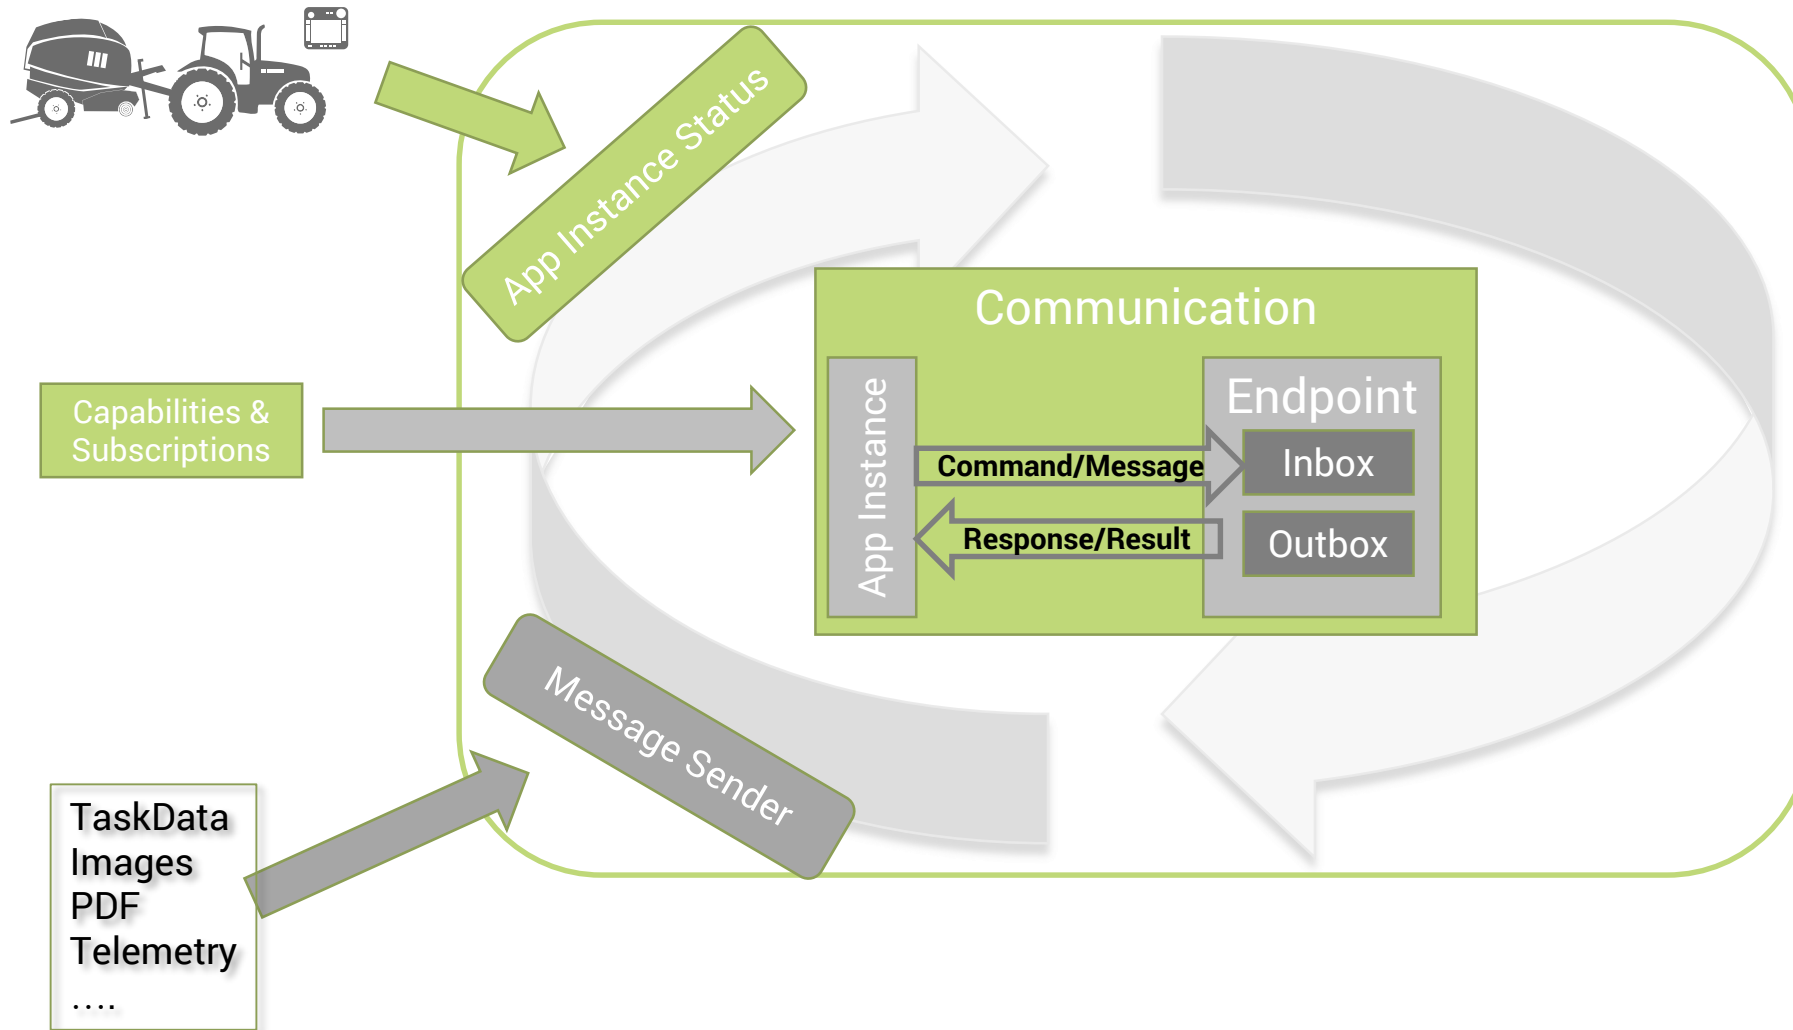 App Instance Status
Communication
Capabilities &
Subscriptions
App Instance
Endpoint
Command/Message
Inbox
Response/Result
Outbox
Message Sender
TaskData
Images
PDF
Telemetry
....